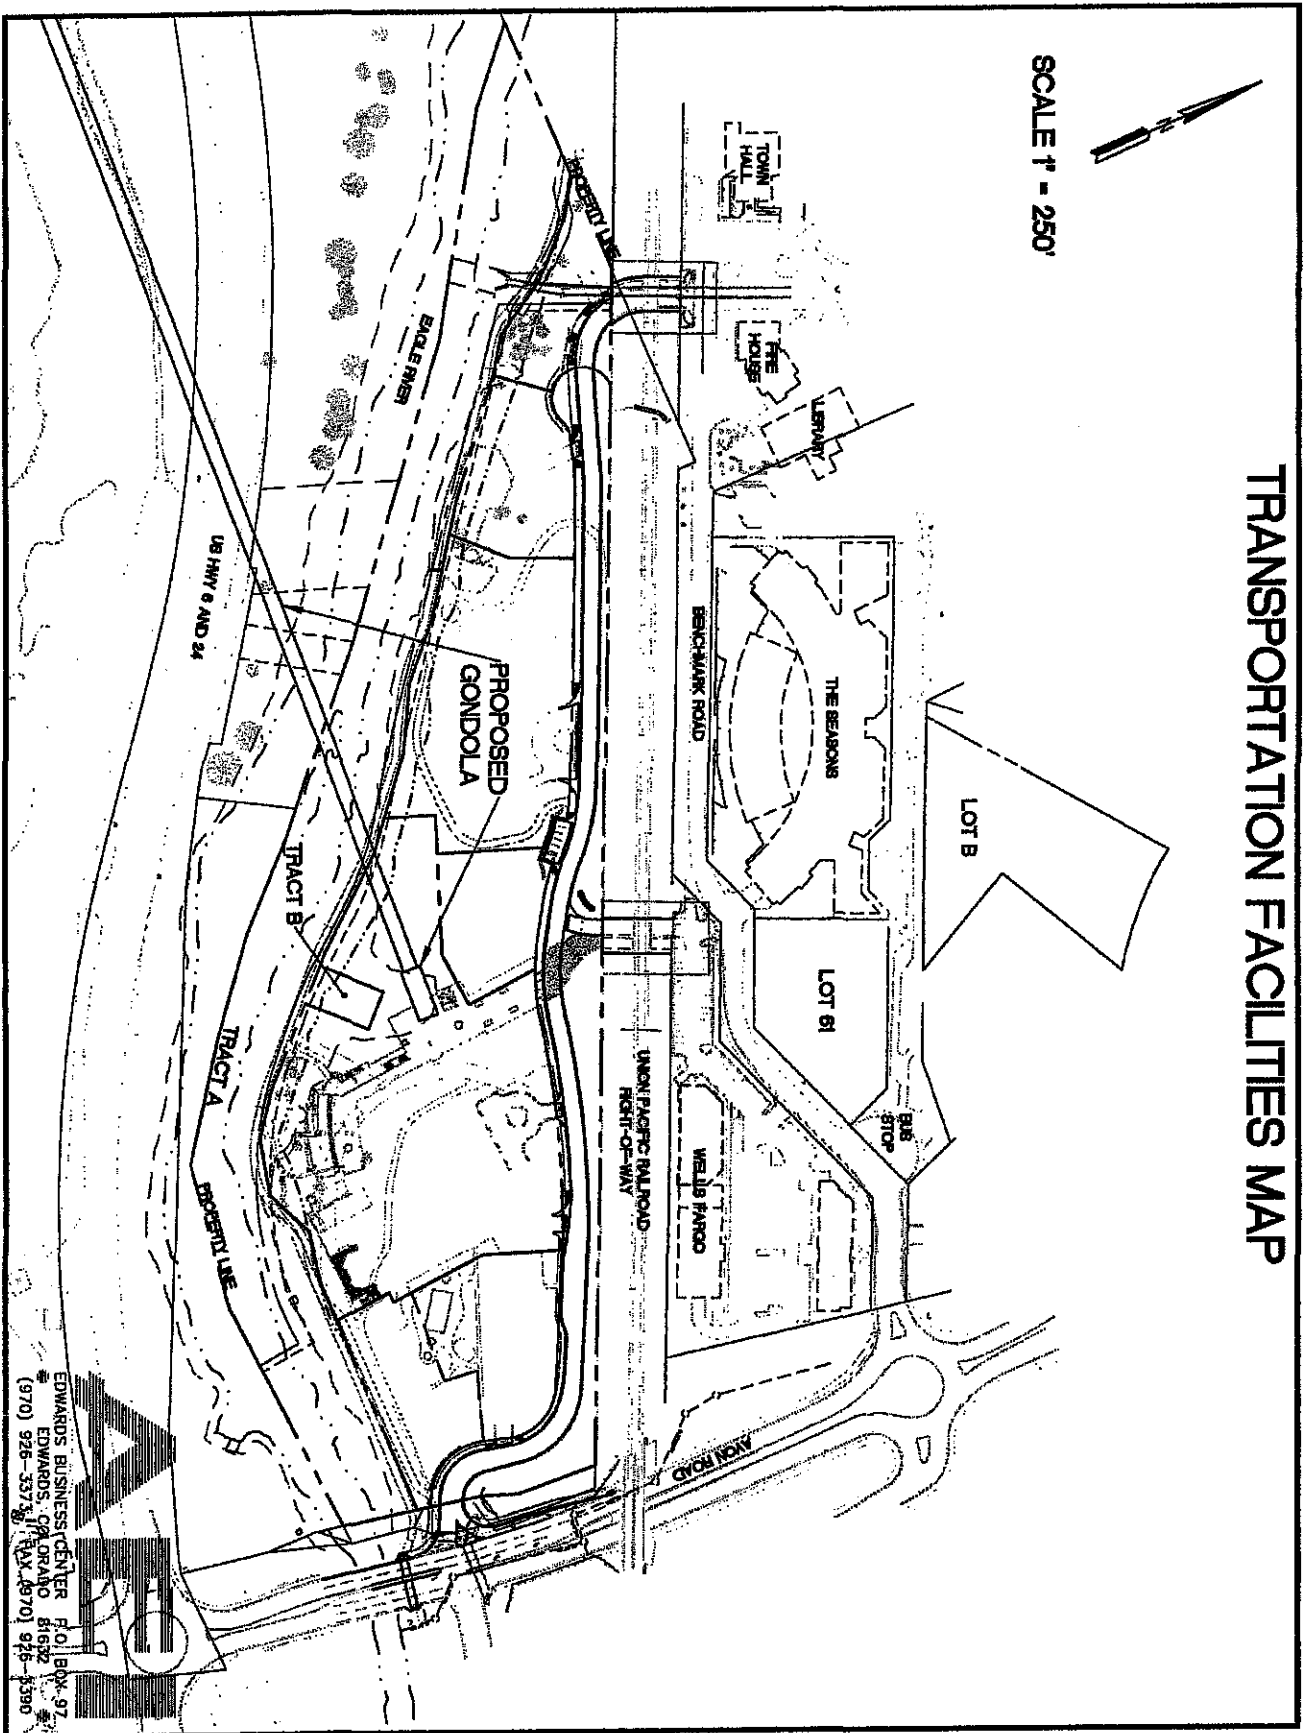 TRANSPORTATION FACILITIES MAP
SCALE 1" = 250'
N
TOWN
HALL
FIRE
HOUSE
LIBRARY
PROPERTY LINE
EAGLE RIVER
BENCHMARK ROAD
THE SEASONS
LOT B
LOT 61
BUS
STOP
US HWY 6 AND 24
PROPOSED
GONDOLA
TRACT B
TRACT A
UNION PACIFIC RAILROAD
RIGHT-OF-WAY
WELLS FARGO
PROPERTY LINE
AVON ROAD
EDWARDS BUSINESS CENTER P.O. BOX 97
EDWARDS, COLORADO 81632
(970) 926-3373 FAX (970) 926-3390